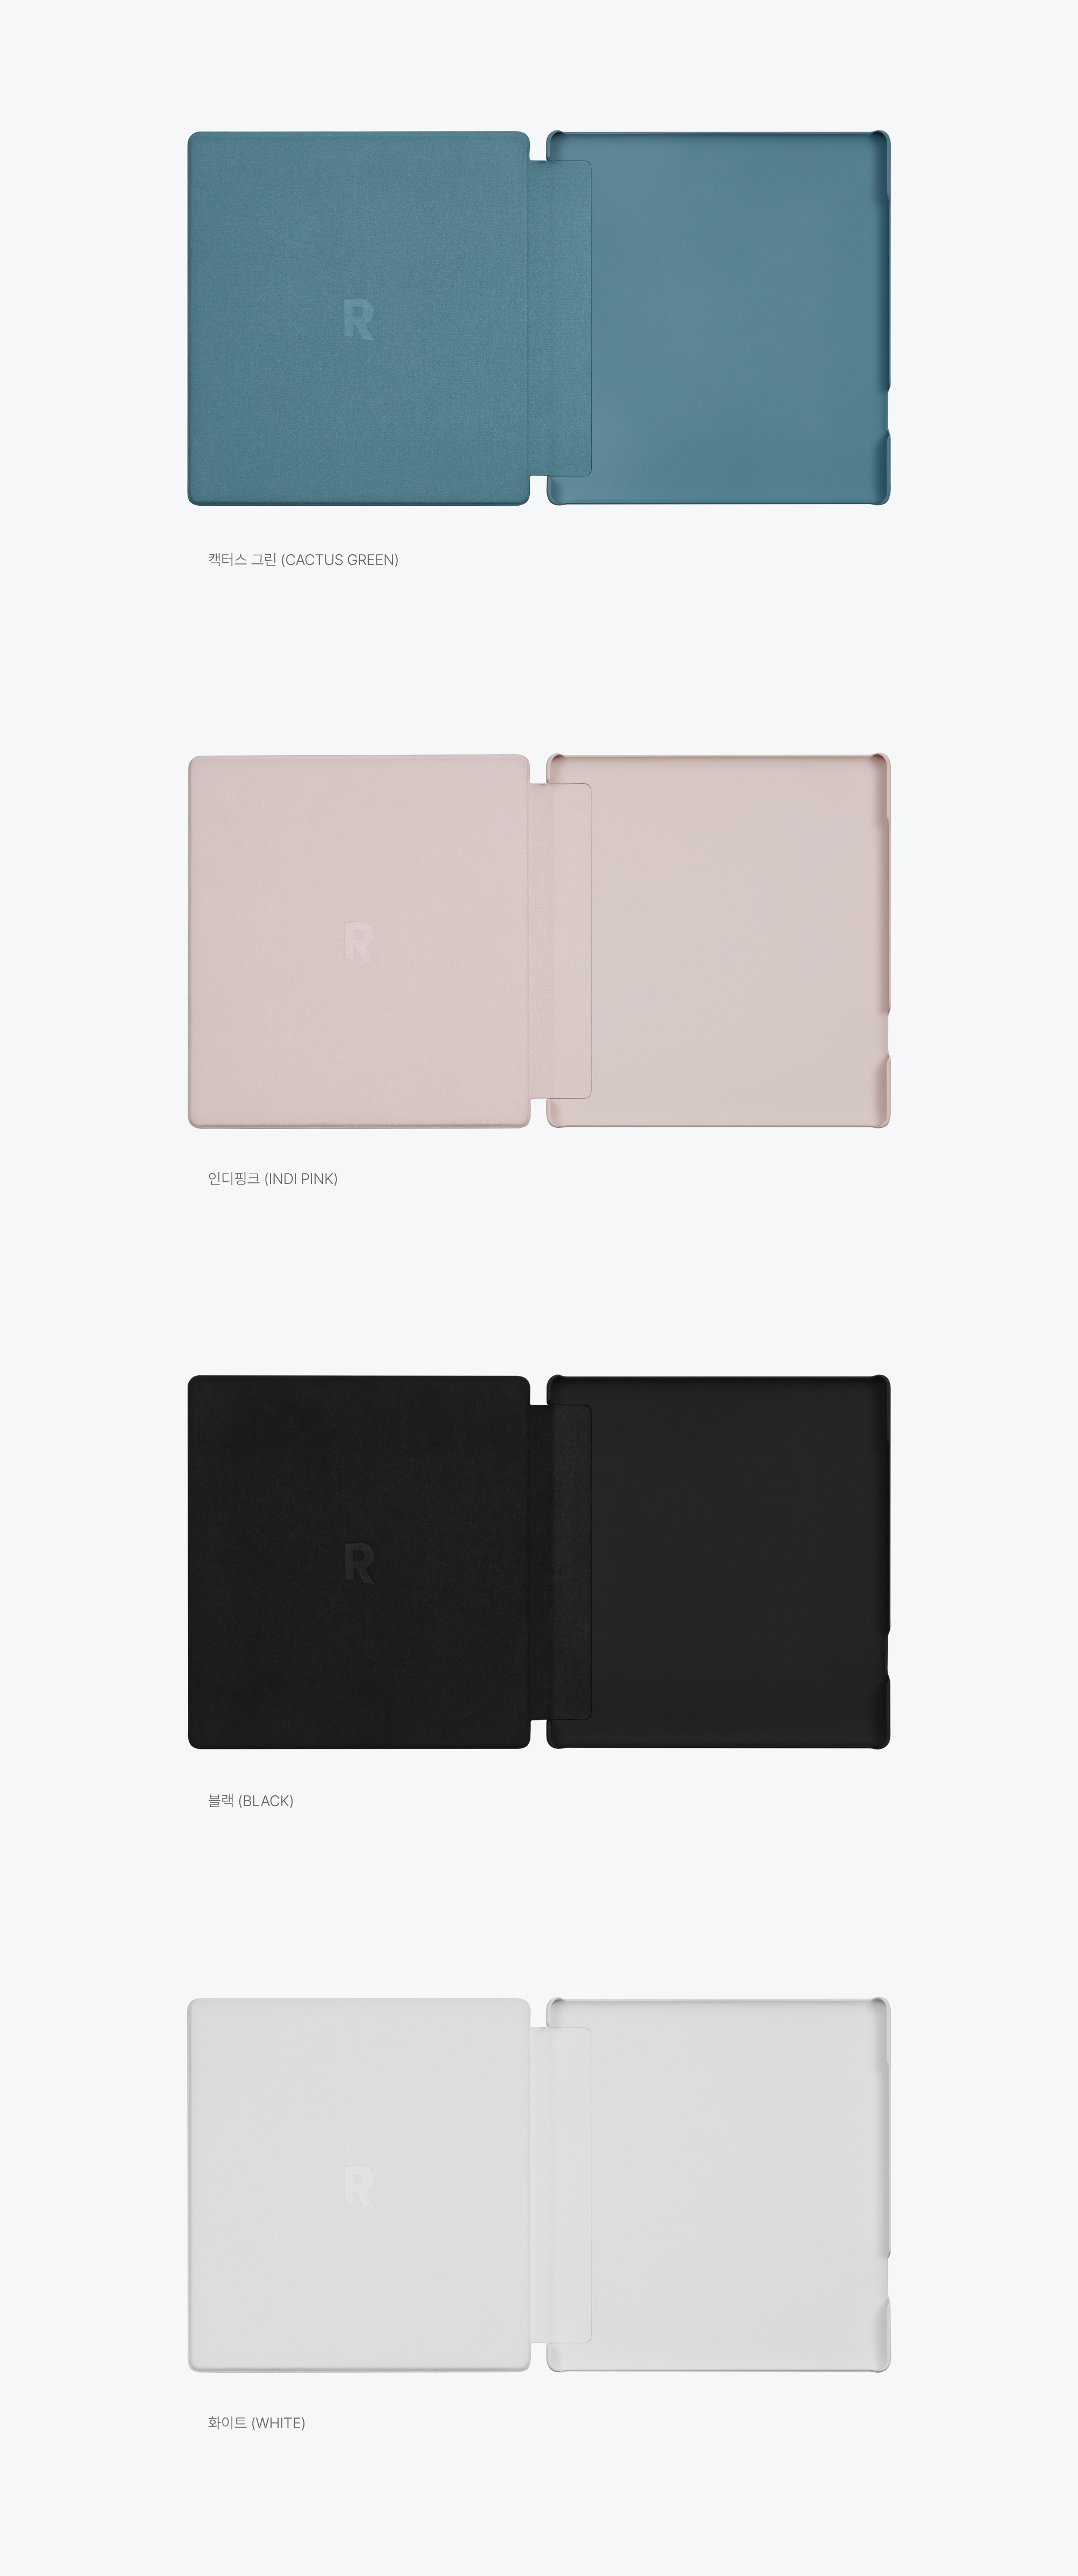 R
캑터스 그린 (CACTUS GREEN)
R
인디핑크 (INDI PINK)
R
블랙 (BLACK)
R
화이트 (WHITE)